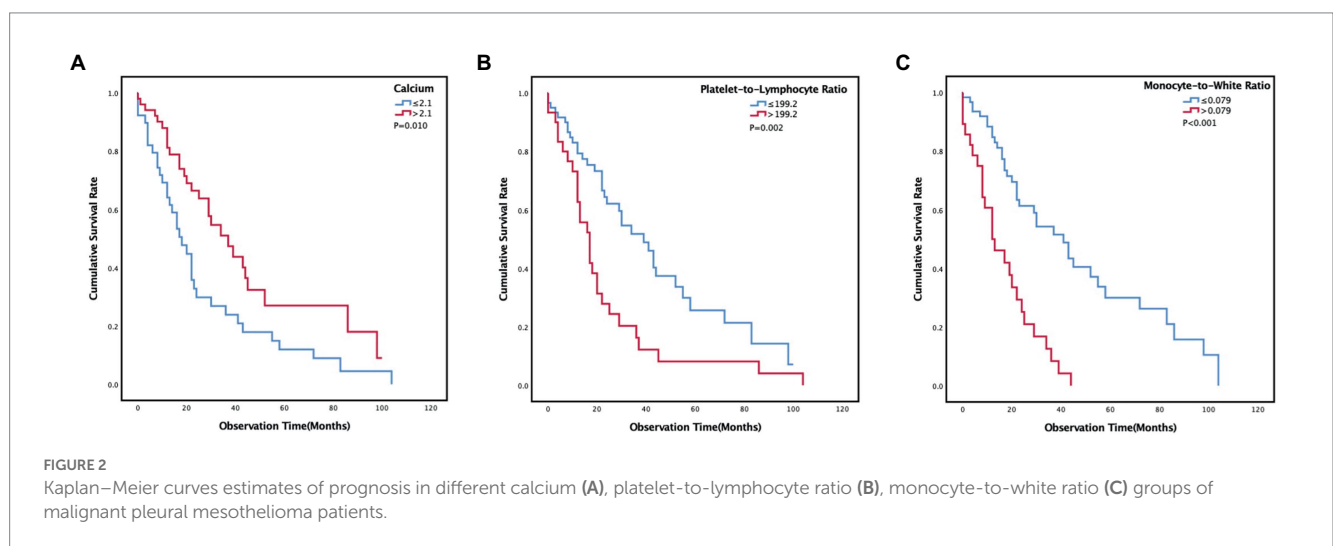 A
Calcium
≤2.1
>2.1
P=0.010
1.0
0.8
0.6
0.4
0.2
0.0
Cumulative Survival Rate
0 20 40 60 80 100 120
Observation Time(Months)
B
Platelet-to-Lymphocyte Ratio
≤199.2
>199.2
P=0.002
1.0
0.8
0.6
0.4
0.2
0.0
Cumulative Survival Rate
0 20 40 60 80 100 120
Observation Time(Months)
C
Monocyte-to-White Ratio
≤0.079
>0.079
P<0.001
1.0
0.8
0.6
0.4
0.2
0.0
Cumulative Survival Rate
0 20 40 60 80 100 120
Observation Time(Months)
FIGURE 2
Kaplan–Meier curves estimates of prognosis in different calcium (A), platelet-to-lymphocyte ratio (B), monocyte-to-white ratio (C) groups of
malignant pleural mesothelioma patients.